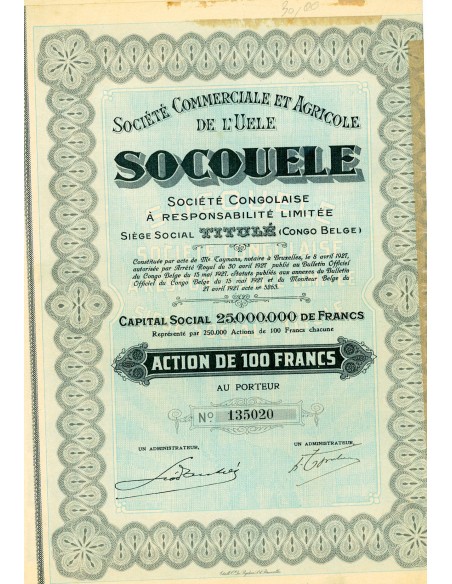 30/00
SOCIÉTÉ COMMERCIALE ET AGRICOLE
DE L'UELE
SOCOUELE
SOCIÉTÉ CONGOLAISE
À RESPONSABILITÉ LIMITÉE
SIÈGE SOCIAL TITULÉ (CONGO BELGE)
Constituée par acte de Me Caymans, notaire à Bruxelles, le 8 avril 1921,
autorisée par Arrêté Royal du 30 avril 1921 publié au Bulletin Officiel
du Congo Belge du 15 mai 1921. Statuts publiés aux annexes du Bulletin
Officiel du Congo Belge du 15 mai 1921 et du Moniteur Belge du
21 avril 1921 acte no 3263.
CAPITAL SOCIAL 25.000.000 DE FRANCS
Représenté par 250.000 Actions de 100 Francs chacune
ACTION DE 100 FRANCS
AU PORTEUR
No 135020
UN ADMINISTRATEUR, UN ADMINISTRATEUR,